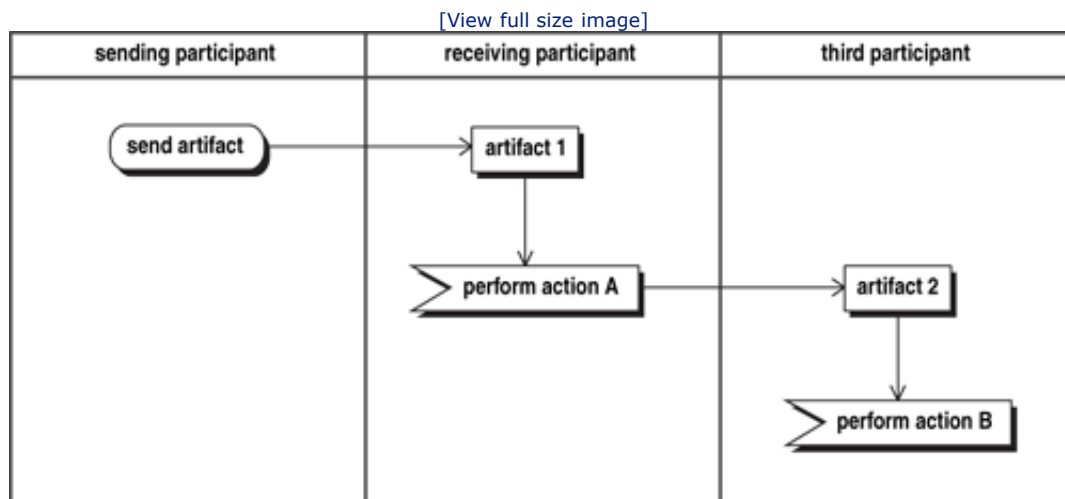 [View full size image]
sending participant
receiving participant
third participant
send artifact
artifact 1
perform action A
artifact 2
perform action B